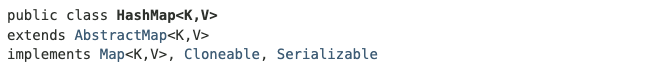 public class HashMap<K,V>
extends AbstractMap<K,V>
implements Map<K,V>, Cloneable, Serializable